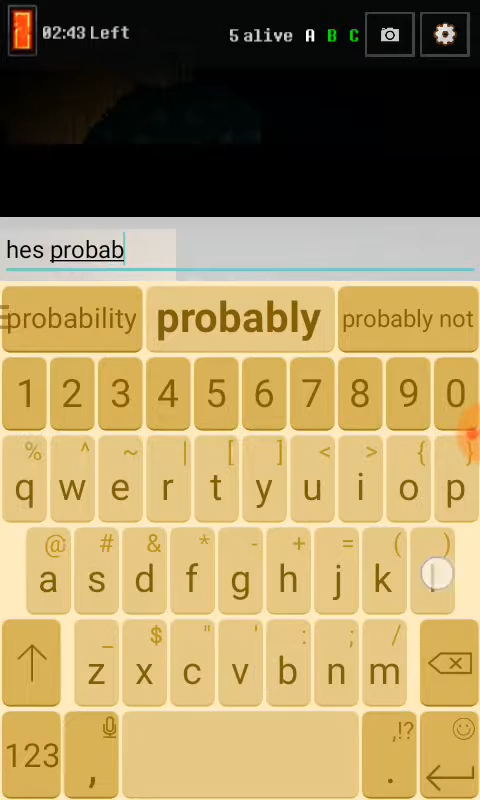 02:43 Left
5 alive A B C
hes probab
probability probably probably not
1 2 3 4 5 6 7 8 9 0
% ^ ~ | [ ] < > { }
q w e r t y u i o p
@ # & * - + = ( )
a s d f g h j k l
_ $ " ' : ; /
z x c v b n m
,!?
123 , .